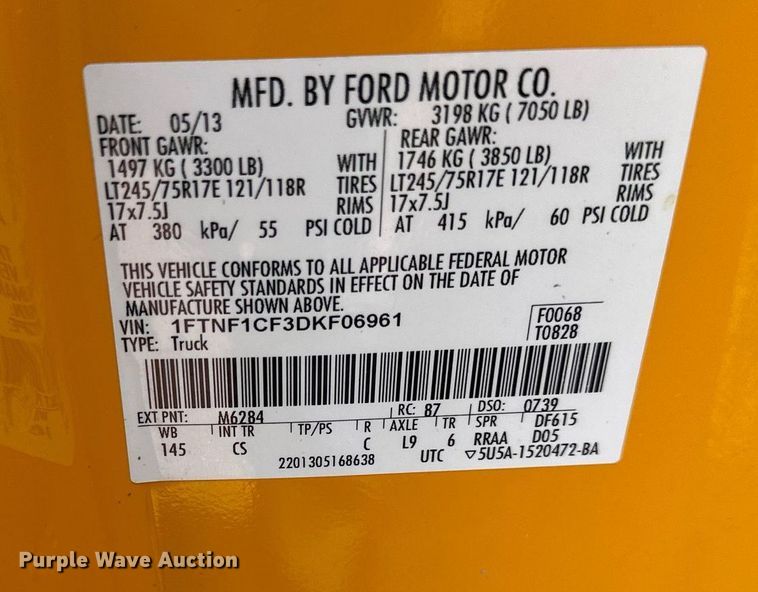 MFD. BY FORD MOTOR CO.
DATE: 05/13 GVWR: 3198 KG ( 7050 LB)
FRONT GAWR: REAR GAWR:
1497 KG ( 3300 LB) WITH 1746 KG ( 3850 LB) WITH
LT245/75R17E 121/118R TIRES LT245/75R17E 121/118R TIRES
17x7.5J RIMS 17x7.5J RIMS
AT 380 kPa/ 55 PSI COLD AT 415 kPa/ 60 PSI COLD
THIS VEHICLE CONFORMS TO ALL APPLICABLE FEDERAL MOTOR
VEHICLE SAFETY STANDARDS IN EFFECT ON THE DATE OF
MANUFACTURE SHOWN ABOVE.
VIN: 1FTNF1CF3DKF06961 F0068
TYPE: Truck T0828
EXT PNT: M6284 RC: 87 DSO: 0739
WB INT TR TP/PS R AXLE TR SPR DF615
145 CS C L9 6 RRAA D05
2201305168638 UTC ▽5U5A-1520472-BA
Purple Wave Auction